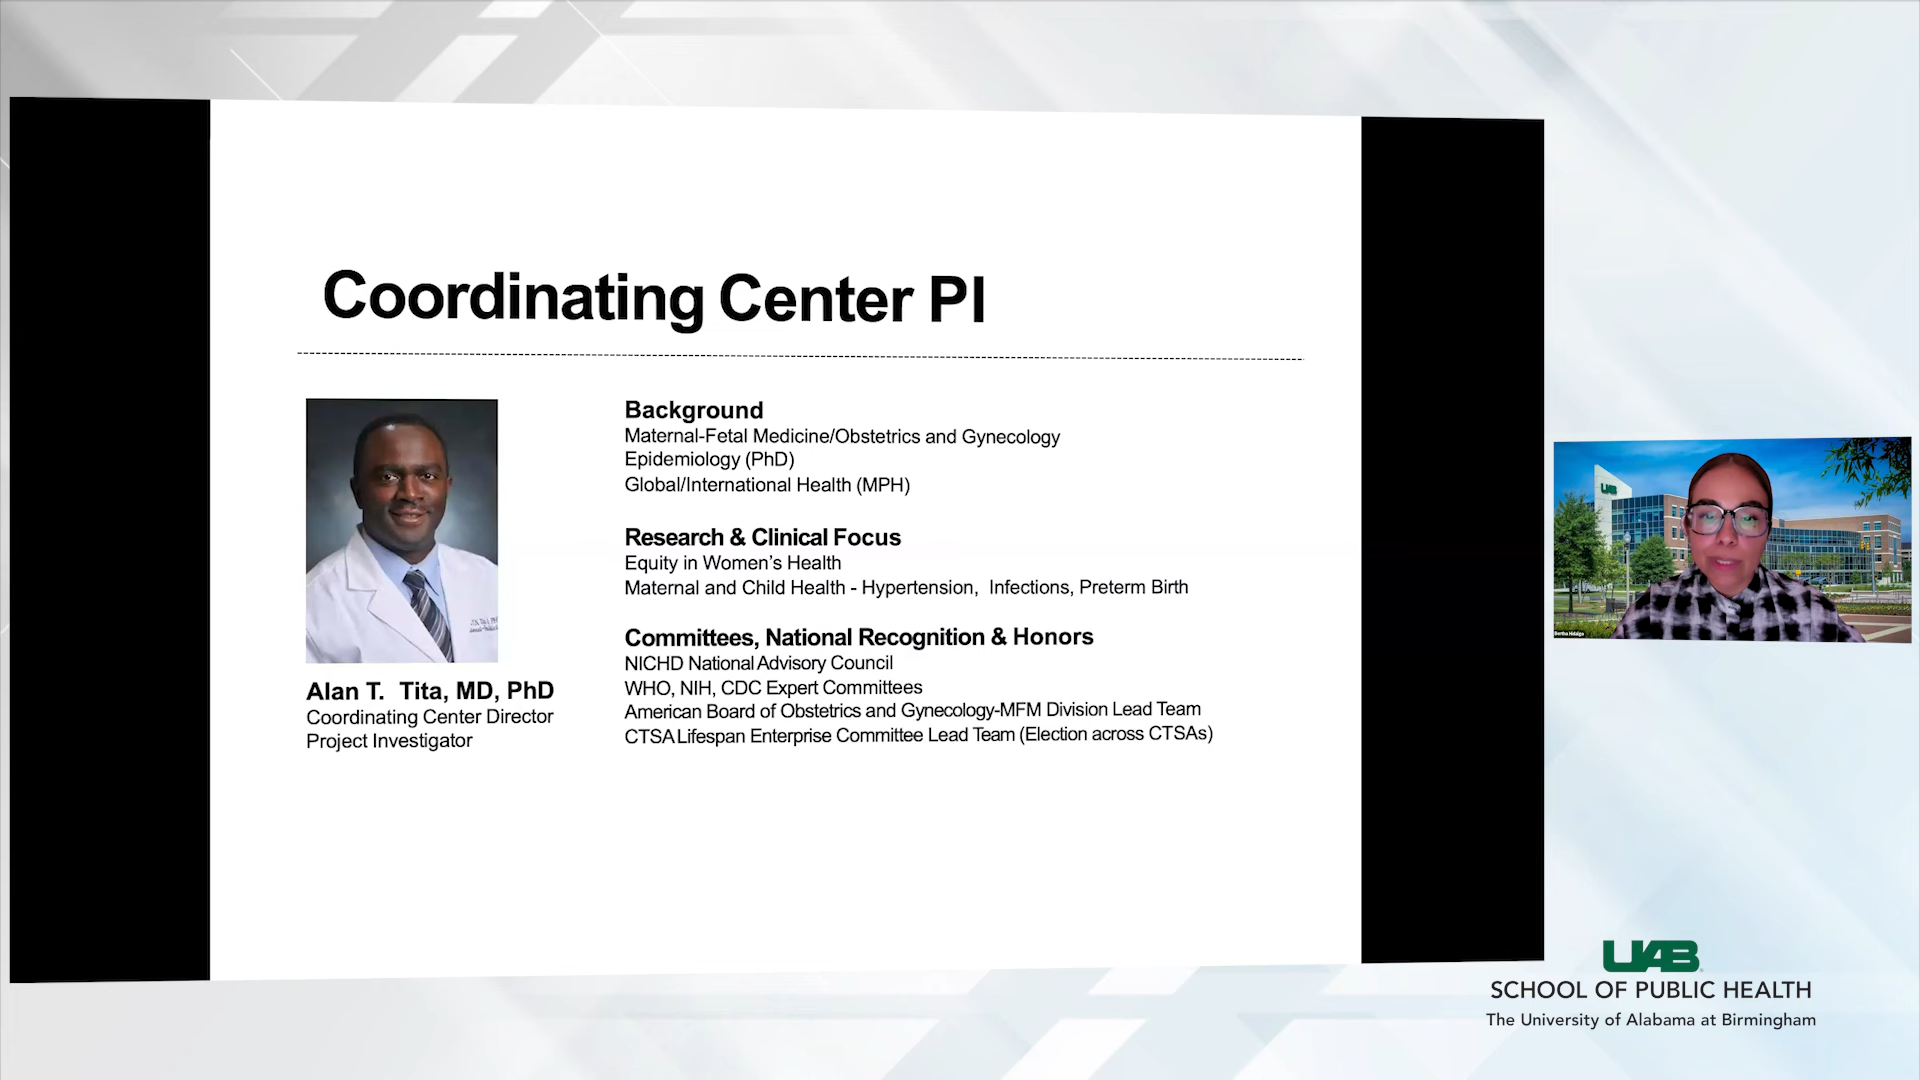 Coordinating Center PI
Alan T. Tita, MD, PhD
Coordinating Center Director
Project Investigator
Background
Maternal-Fetal Medicine/Obstetrics and Gynecology
Epidemiology (PhD)
Global/International Health (MPH)
Research & Clinical Focus
Equity in Women's Health
Maternal and Child Health - Hypertension, Infections, Preterm Birth
Committees, National Recognition & Honors
NICHD National Advisory Council
WHO, NIH, CDC Expert Committees
American Board of Obstetrics and Gynecology-MFM Division Lead Team
CTSA Lifespan Enterprise Committee Lead Team (Election across CTSAs)
UAB
Bertha Hidalgo
UAB
SCHOOL OF PUBLIC HEALTH
The University of Alabama at Birmingham